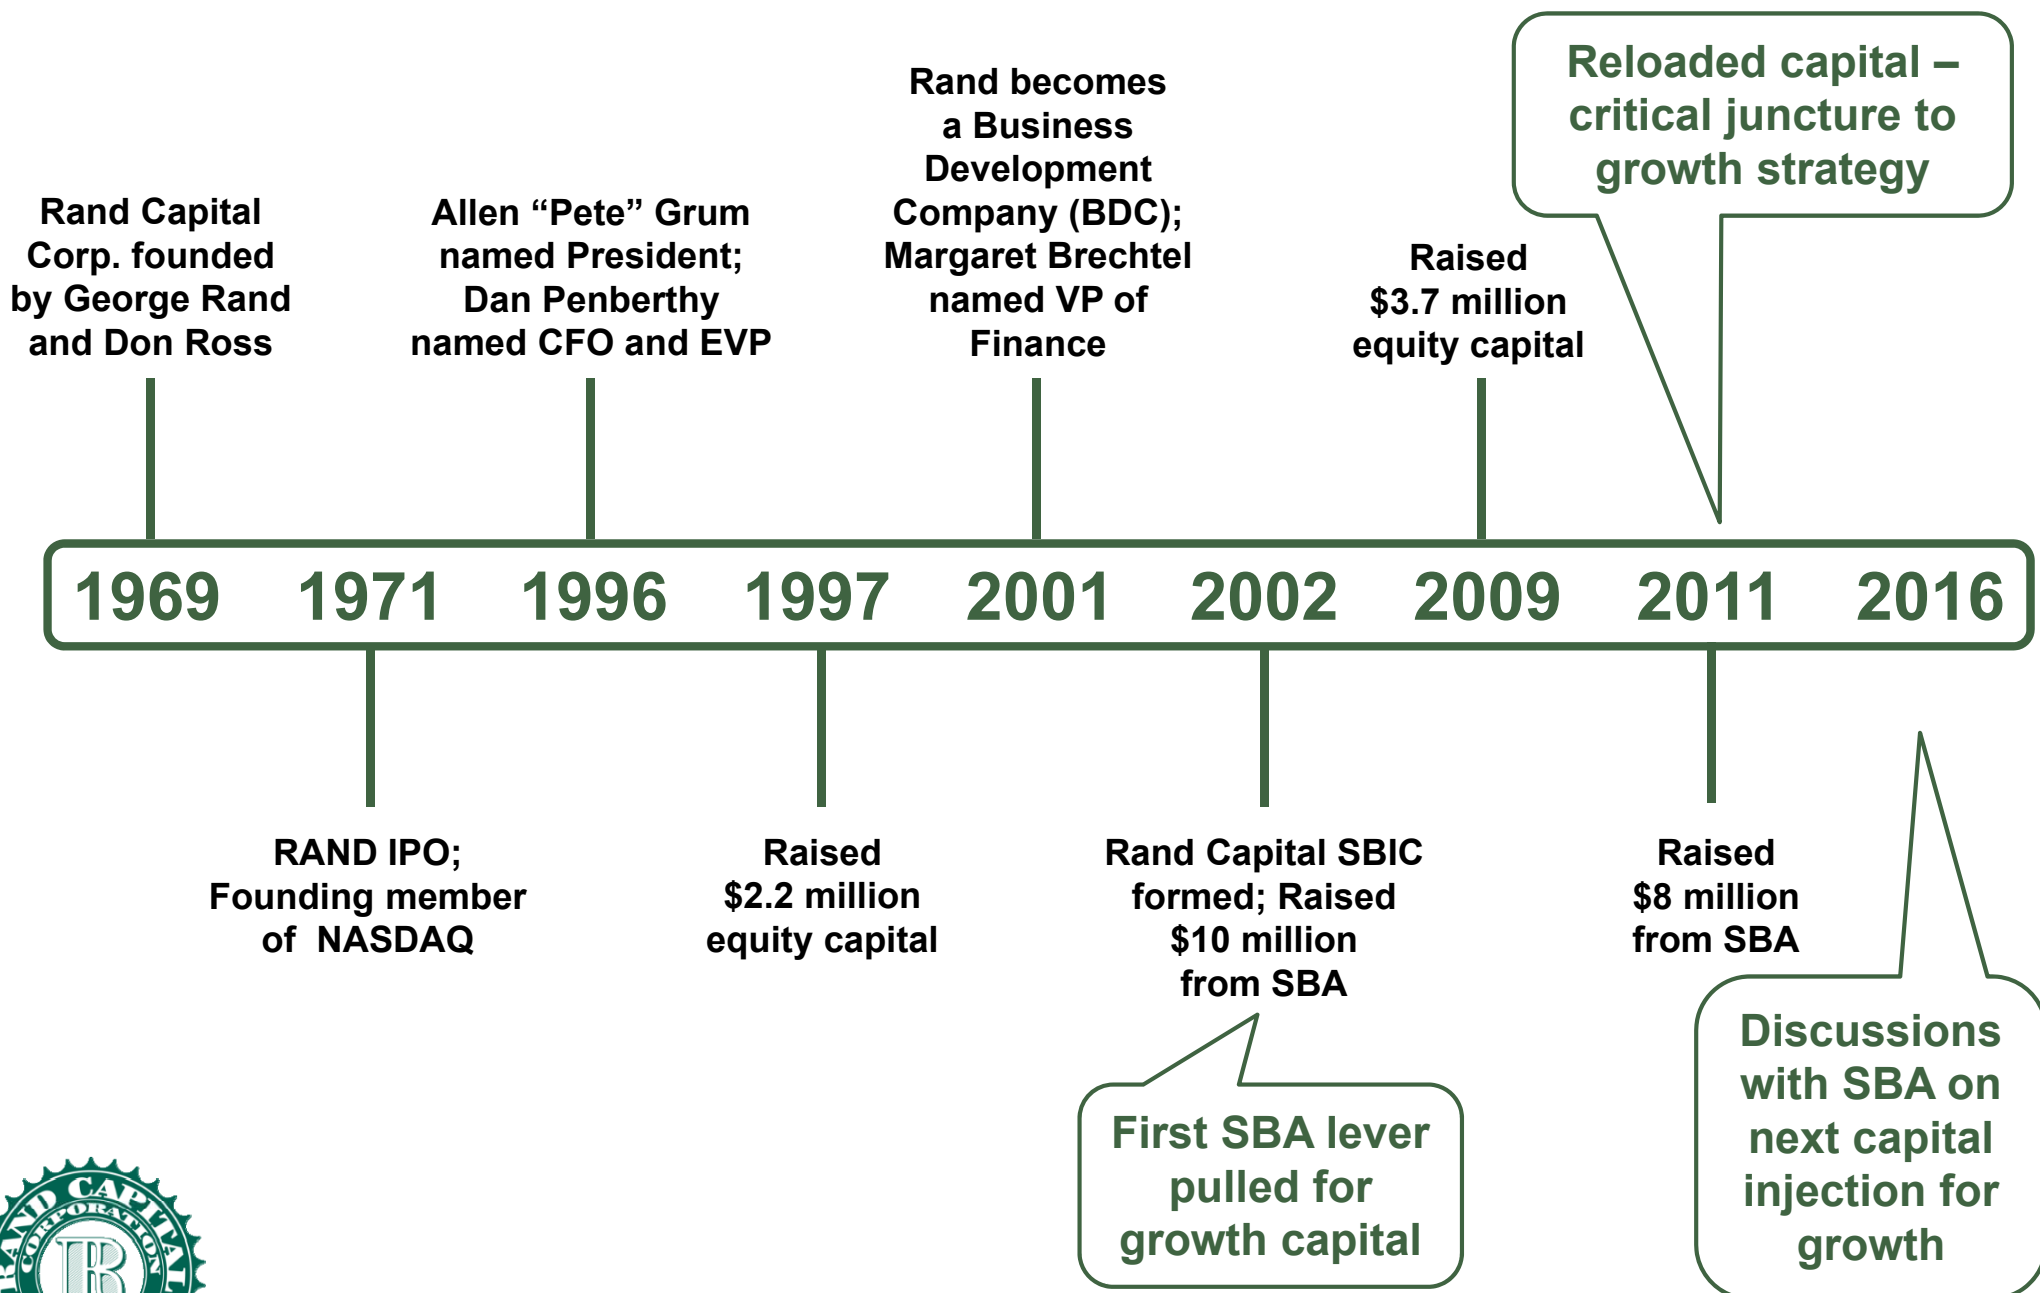 Reloaded capital –
critical juncture to
growth strategy
Rand Capital
Corp. founded
by George Rand
and Don Ross
Allen “Pete” Grum
named President;
Dan Penberthy
named CFO and EVP
Rand becomes
a Business
Development
Company (BDC);
Margaret Brechtel
named VP of
Finance
Raised
$3.7 million
equity capital
1969 1971 1996 1997 2001 2002 2009 2011 2016
RAND IPO;
Founding member
of NASDAQ
Raised
$2.2 million
equity capital
Rand Capital SBIC
formed; Raised
$10 million
from SBA
Raised
$8 million
from SBA
First SBA lever
pulled for
growth capital
Discussions
with SBA on
next capital
injection for
growth
RAND CAPITAL
CORPORATION
R